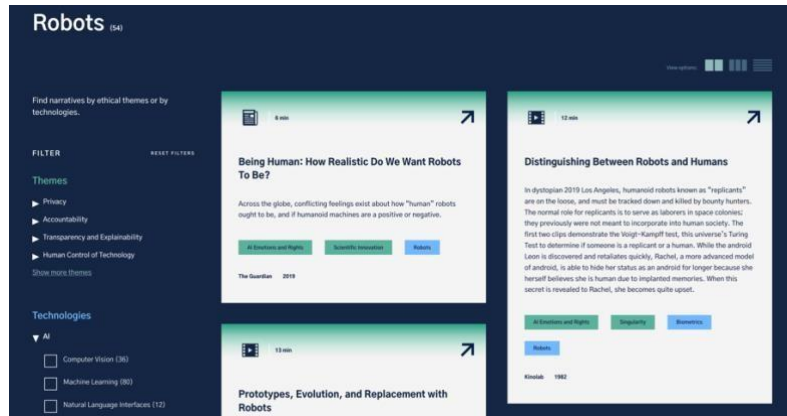 Robots (54)
View options:
Find narratives by ethical themes or by
technologies.
FILTER
RESET FILTERS
Themes
Privacy
Accountability
Transparency and Explainability
Human Control of Technology
Show more themes
Technologies
AI
Computer Vision (36)
Machine Learning (80)
Natural Language Interfaces (12)
6 min
Being Human: How Realistic Do We Want Robots
To Be?
Across the globe, conflicting feelings exist about how "human" robots
ought to be, and if humanoid machines are a positive or negative.
AI Emotions and Rights
Scientific Innovation
Robots
The Guardian 2019
13 min
Prototypes, Evolution, and Replacement with
Robots
12 min
Distinguishing Between Robots and Humans
In dystopian 2019 Los Angeles, humanoid robots known as "replicants"
are on the loose, and must be tracked down and killed by bounty hunters.
The normal role for replicants is to serve as laborers in space colonies;
they previously were not meant to incorporate into human society. The
first two clips demonstrate the Voigt-Kampff test, this universe's Turing
Test to determine if someone is a replicant or a human. While the android
Leon is discovered and retaliates quickly, Rachel, a more advanced model
of android, is able to hide her status as an android for longer because she
herself believes she is human due to implanted memories. When this
secret is revealed to Rachel, she becomes quite upset.
AI Emotions and Rights
Singularity
Biometrics
Robots
Kinolab 1982